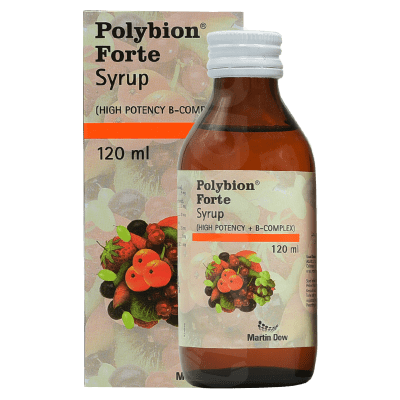 Polybion®
Forte
Syrup
(HIGH POTENCY B-COMP
120 ml
Polybion®
Forte
Syrup
(HIGH POTENCY + B-COMPLEX)
120 ml
Martin Dow
M